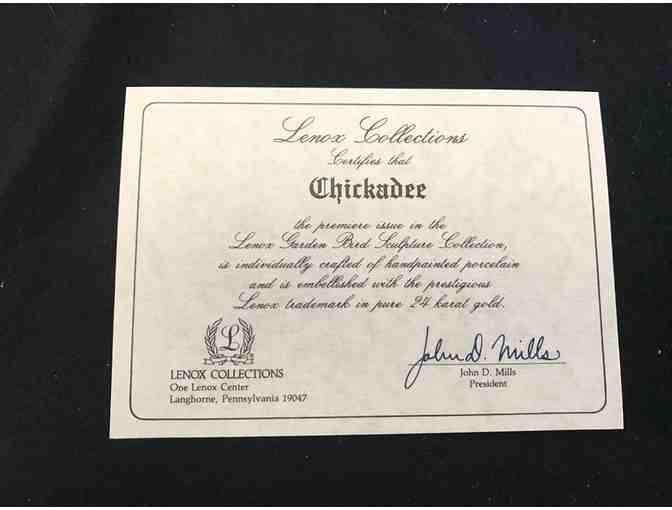 Lenox Collections
Certifies that
Chickadee
the premiere issue in the
Lenox Garden Bird Sculpture Collection,
is individually crafted of handpainted porcelain
and is embellished with the prestigious
Lenox trademark in pure 24 karat gold.
L
LENOX COLLECTIONS
One Lenox Center
Langhorne, Pennsylvania 19047
John D. Mills
John D. Mills
President